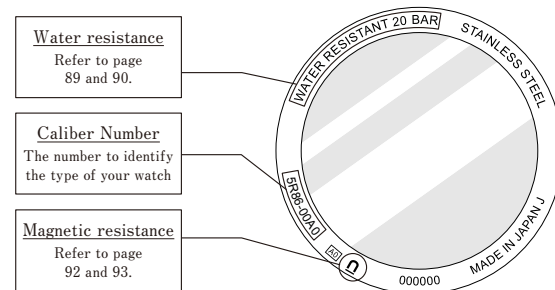 Water resistance
Refer to page
89 and 90.
Caliber Number
The number to identify
the type of your watch
Magnetic resistance
Refer to page
92 and 93.
WATER RESISTANT 20 BAR
STAINLESS STEEL
5R86-00A0
A0
MADE IN JAPAN J
000000